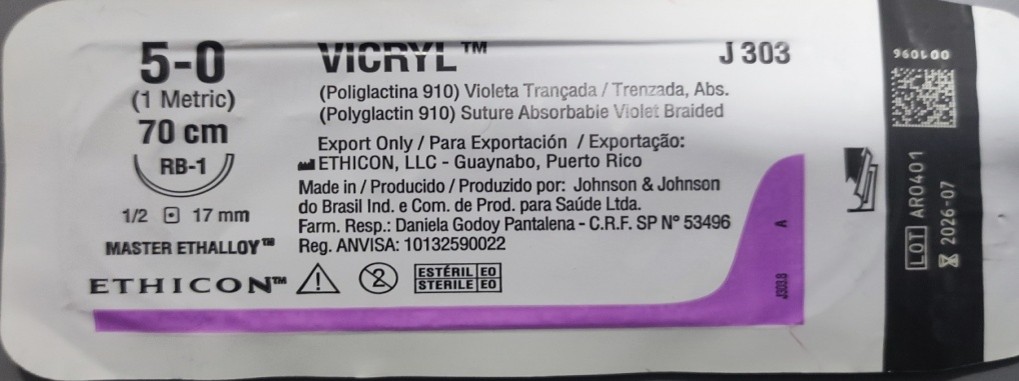 5-0
(1 Metric)
70 cm
RB-1
1/2 17 mm
MASTER ETHALLOY™
ETHICON™
VICRYL™
J 303
(Poliglactina 910) Violeta Trançada / Trenzada, Abs.
(Polyglactin 910) Suture Absorbable Violet Braided
Export Only / Para Exportación / Exportação:
ETHICON, LLC - Guaynabo, Puerto Rico
Made in / Producido / Produzido por: Johnson & Johnson
do Brasil Ind. e Com. de Prod. para Saúde Ltda.
Farm. Resp.: Daniela Godoy Pantalena - C.R.F. SP Nº 53496
Reg. ANVISA: 10132590022
2
ESTÉRIL EO
STERILE EO
A
J303.B
001096
LOT AR0401
2026-07